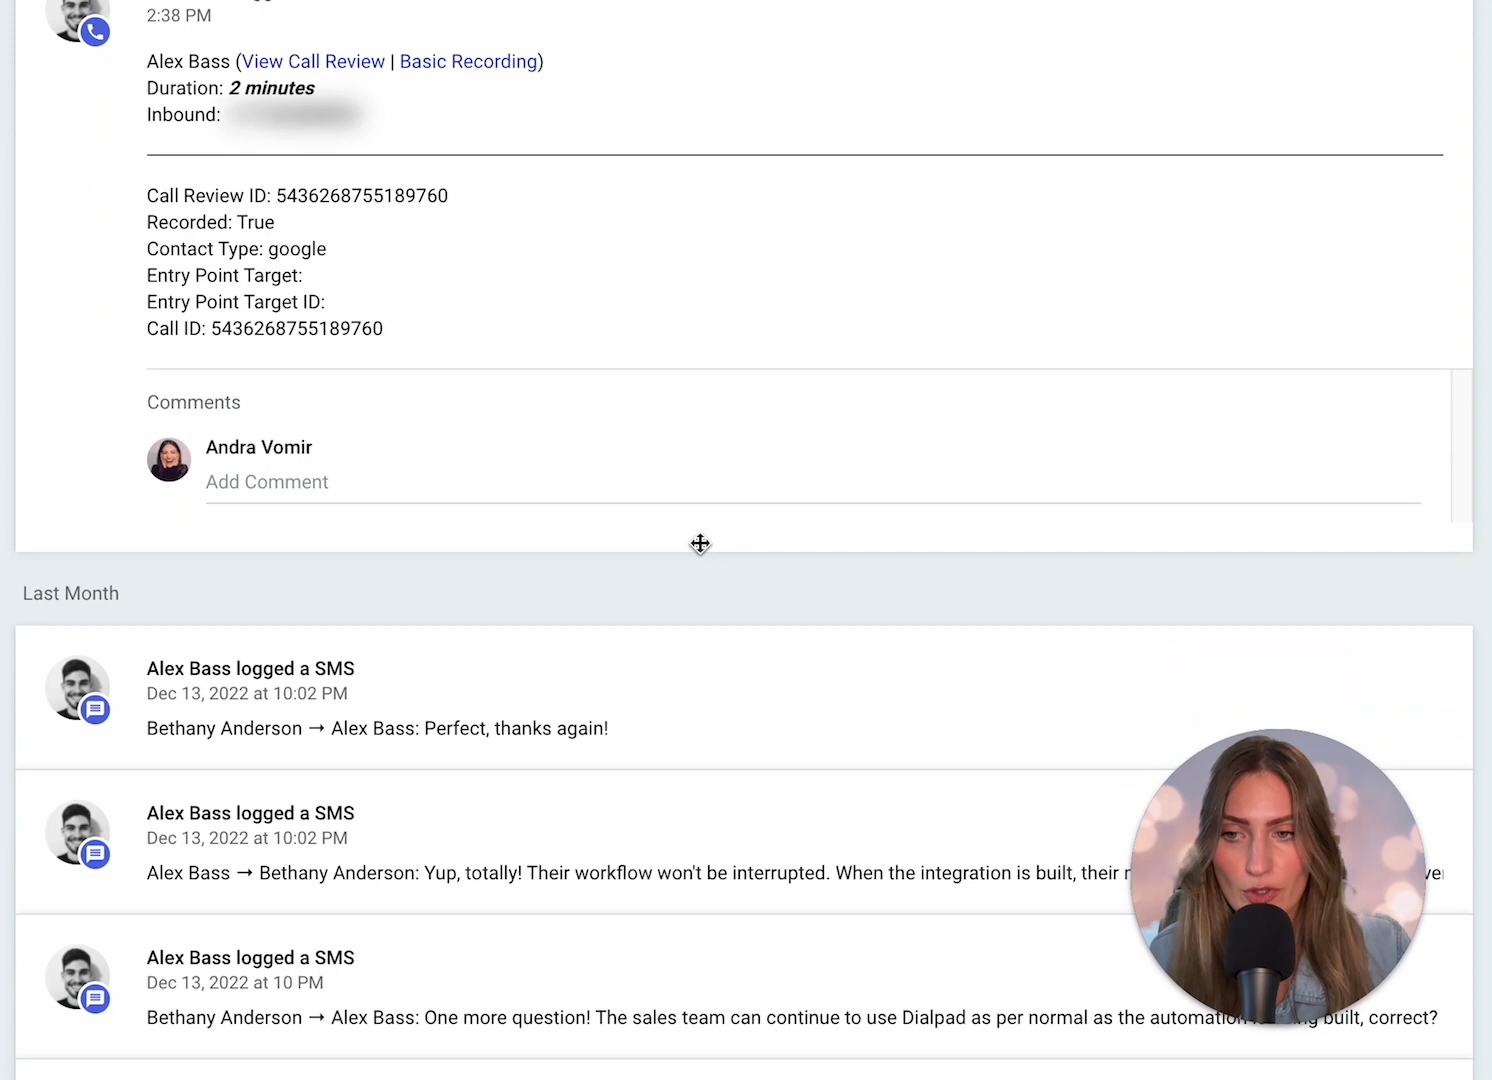 2:38 PM
Alex Bass (View Call Review | Basic Recording)
Duration: 2 minutes
Inbound:
Call Review ID: 5436268755189760
Recorded: True
Contact Type: google
Entry Point Target:
Entry Point Target ID:
Call ID: 5436268755189760
Comments
Andra Vomir
Add Comment
Last Month
Alex Bass logged a SMS
Dec 13, 2022 at 10:02 PM
Bethany Anderson → Alex Bass: Perfect, thanks again!
Alex Bass logged a SMS
Dec 13, 2022 at 10:02 PM
Alex Bass → Bethany Anderson: Yup, totally! Their workflow won't be interrupted. When the integration is built, their
Alex Bass logged a SMS
Dec 13, 2022 at 10 PM
Bethany Anderson → Alex Bass: One more question! The sales team can continue to use Dialpad as per normal as the automation built, correct?